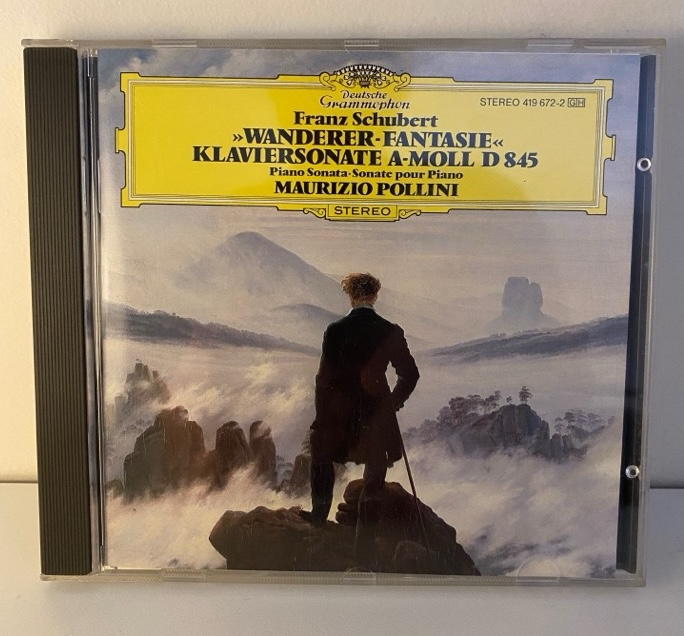 Deutsche
Grammophon
STEREO 419 672-2 GH
Franz Schubert
»WANDERER-FANTASIE«
KLAVIERSONATE A-MOLL D 845
Piano Sonata·Sonate pour Piano
MAURIZIO POLLINI
STEREO